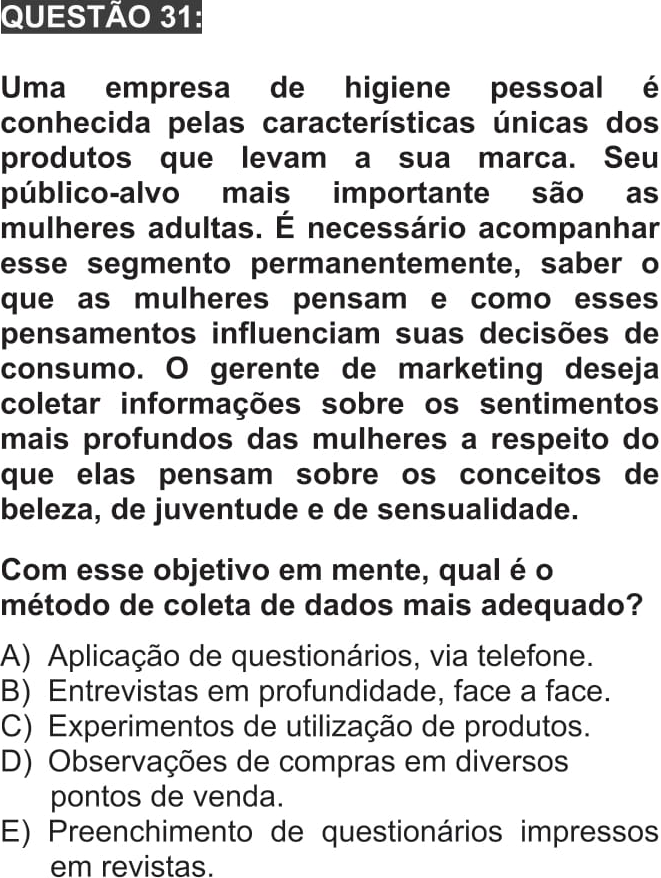 QUESTÃO 31:
Uma empresa de higiene pessoal é
conhecida pelas características únicas dos
produtos que levam a sua marca. Seu
público-alvo mais importante são as
mulheres adultas. É necessário acompanhar
esse segmento permanentemente, saber o
que as mulheres pensam e como esses
pensamentos influenciam suas decisões de
consumo. O gerente de marketing deseja
coletar informações sobre os sentimentos
mais profundos das mulheres a respeito do
que elas pensam sobre os conceitos de
beleza, de juventude e de sensualidade.
Com esse objetivo em mente, qual é o
método de coleta de dados mais adequado?
A) Aplicação de questionários, via telefone.
B) Entrevistas em profundidade, face a face.
C) Experimentos de utilização de produtos.
D) Observações de compras em diversos
pontos de venda.
E) Preenchimento de questionários impressos
em revistas.